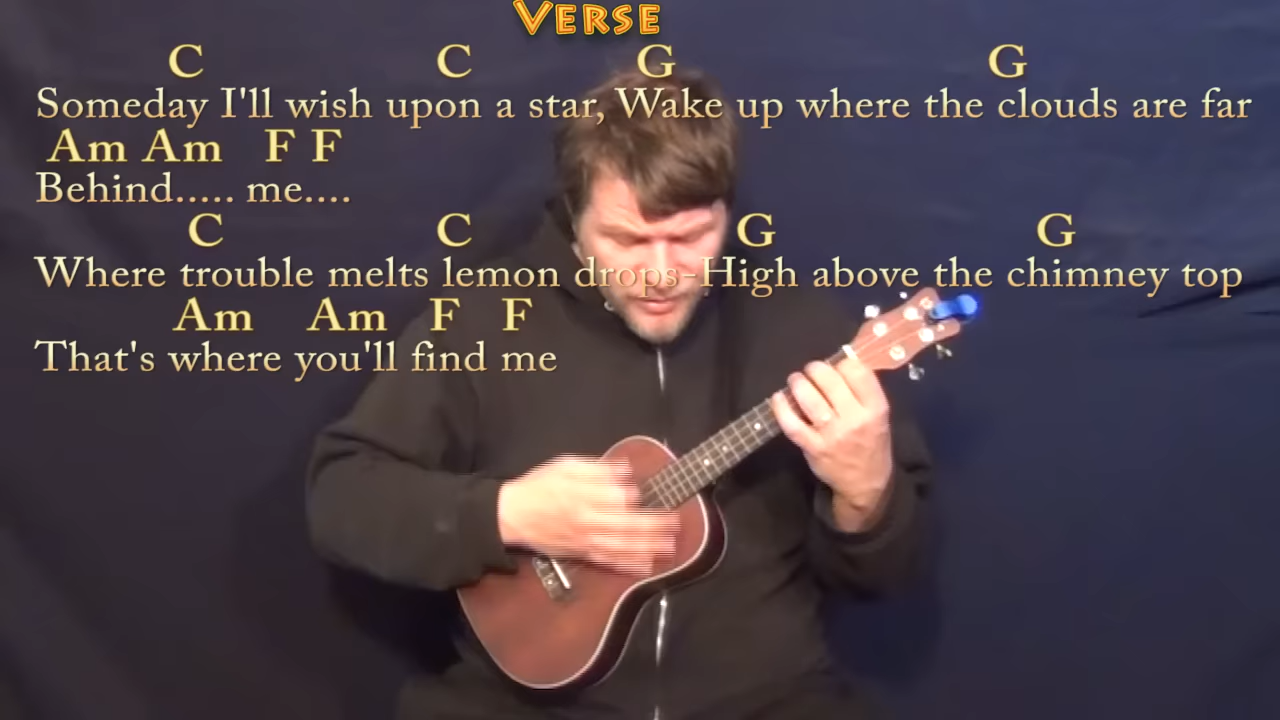 VERSE
C C G G
Someday I'll wish upon a star, Wake up where the clouds are far
Am Am F F
Behind..... me....
C C G G
Where trouble melts lemon drops-High above the chimney top
Am Am F F
That's where you'll find me